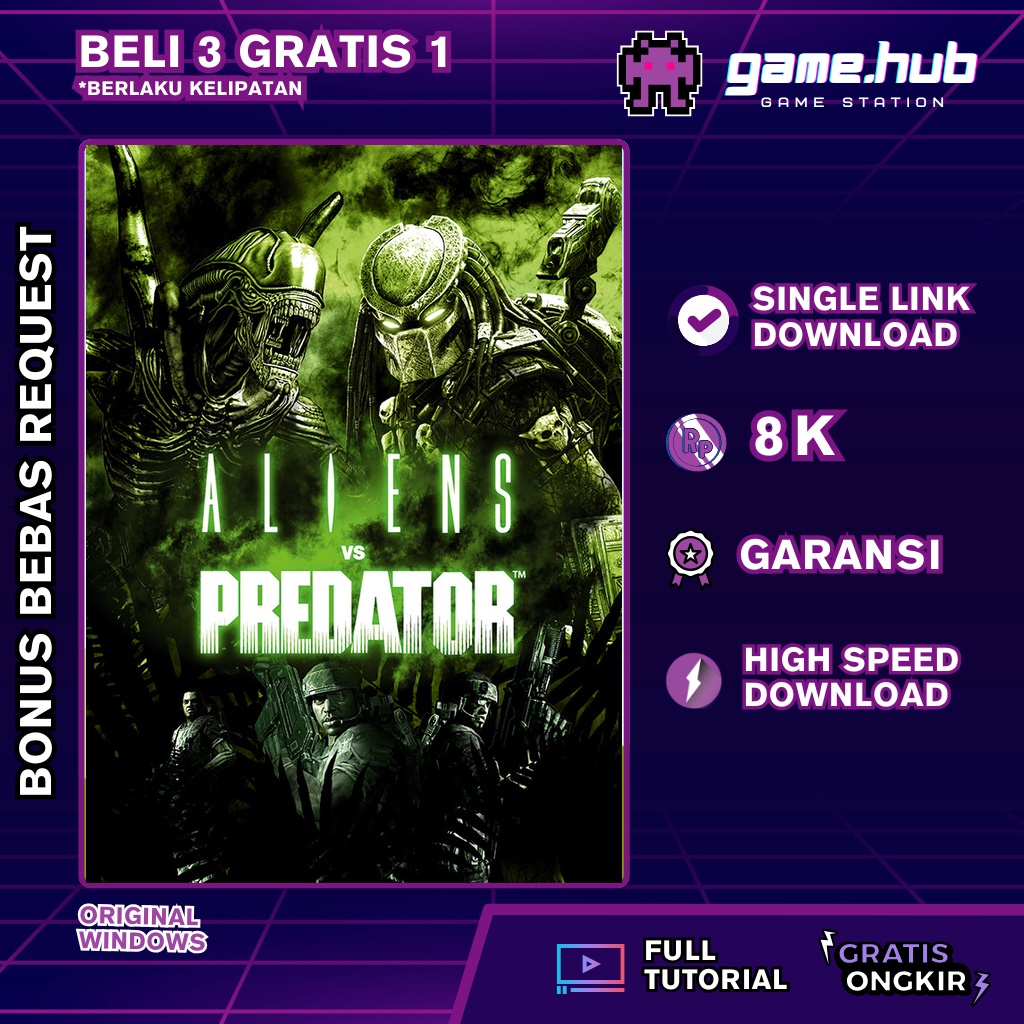 BELI 3 GRATIS 1
*BERLAKU KELIPATAN
game.hub
GAME STATION
BONUS BEBAS REQUEST
ALIENS
VS
PREDATOR™
SINGLE LINK
DOWNLOAD
Rp
8K
GARANSI
HIGH SPEED
DOWNLOAD
ORIGINAL
WINDOWS
FULL
TUTORIAL
GRATIS
ONGKIR